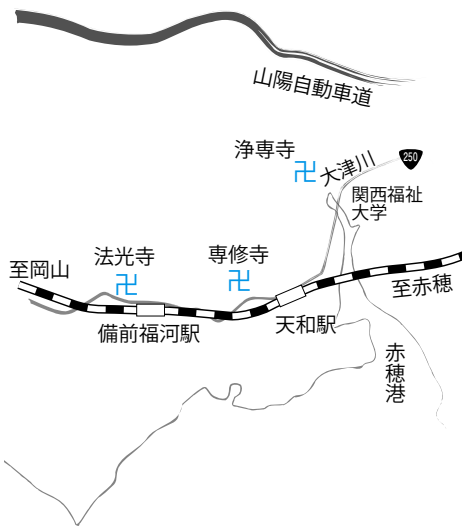 山陽自動車道
浄専寺
大津川
250
関西福祉
大学
法光寺
専修寺
至岡山
至赤穂
備前福河駅
天和駅
赤穂港